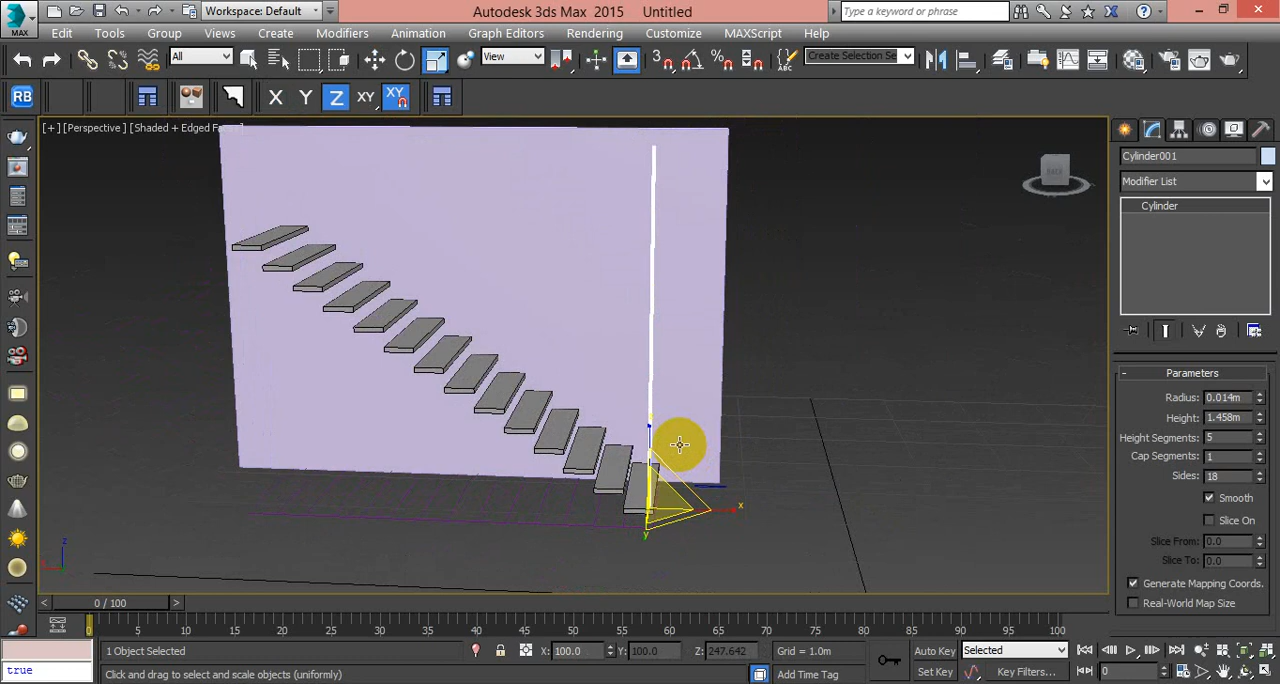 Workspace: Default
Autodesk 3ds Max 2015 Untitled
Type a keyword or phrase
MAX
Edit Tools Group Views Create Modifiers Animation Graph Editors Rendering Customize MAXScript Help
All
View
3
Create Selection Se
ABC
RB
X Y Z XY XY
[+] [Perspective] [Shaded + Edged Faces]
BACK
Cylinder001
Modifier List
Cylinder
Parameters
Radius: 0.014m
Height: 1.458m
Height Segments: 5
Cap Segments: 1
Sides: 18
Smooth
Slice On
Slice From: 0.0
Slice To: 0.0
Generate Mapping Coords.
Real-World Map Size
x
y
z
0 / 100
0 5 10 15 20 25 30 35 40 45 50 55 60 65 70 75 80 85 90 95 100
1 Object Selected
X: 100.0
Y: 100.0
Z: 247.642
Grid = 1.0m
Auto Key
Selected
true
Click and drag to select and scale objects (uniformly)
Add Time Tag
Set Key
Key Filters...
0